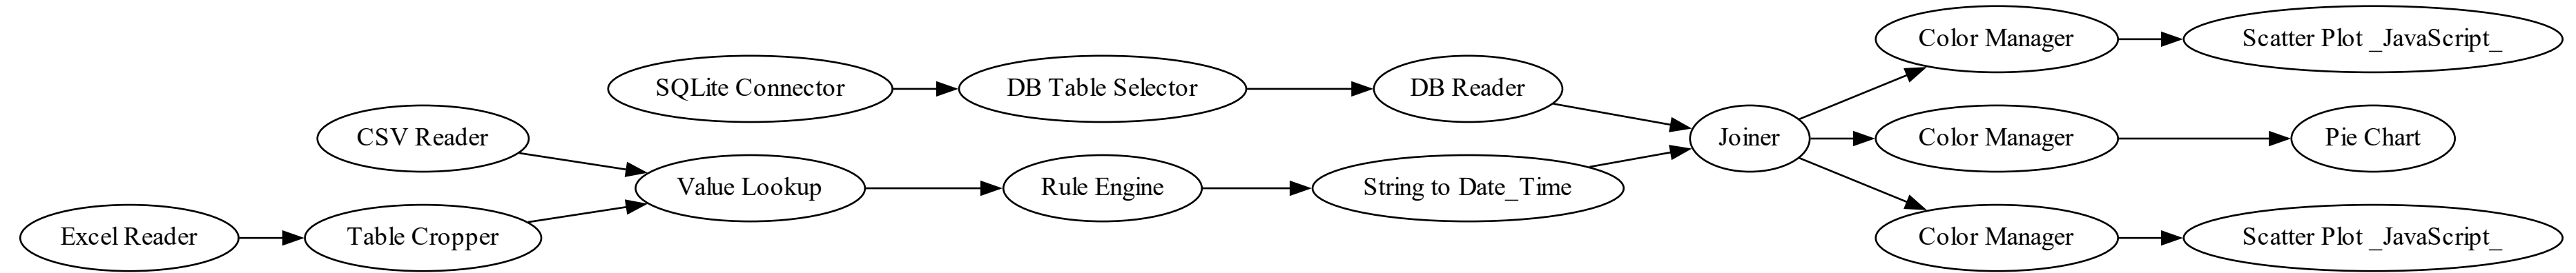 Color Manager
Scatter Plot _JavaScript_
SQLite Connector
DB Table Selector
DB Reader
CSV Reader
Joiner
Color Manager
Pie Chart
Value Lookup
Rule Engine
String to Date_Time
Excel Reader
Table Cropper
Color Manager
Scatter Plot _JavaScript_